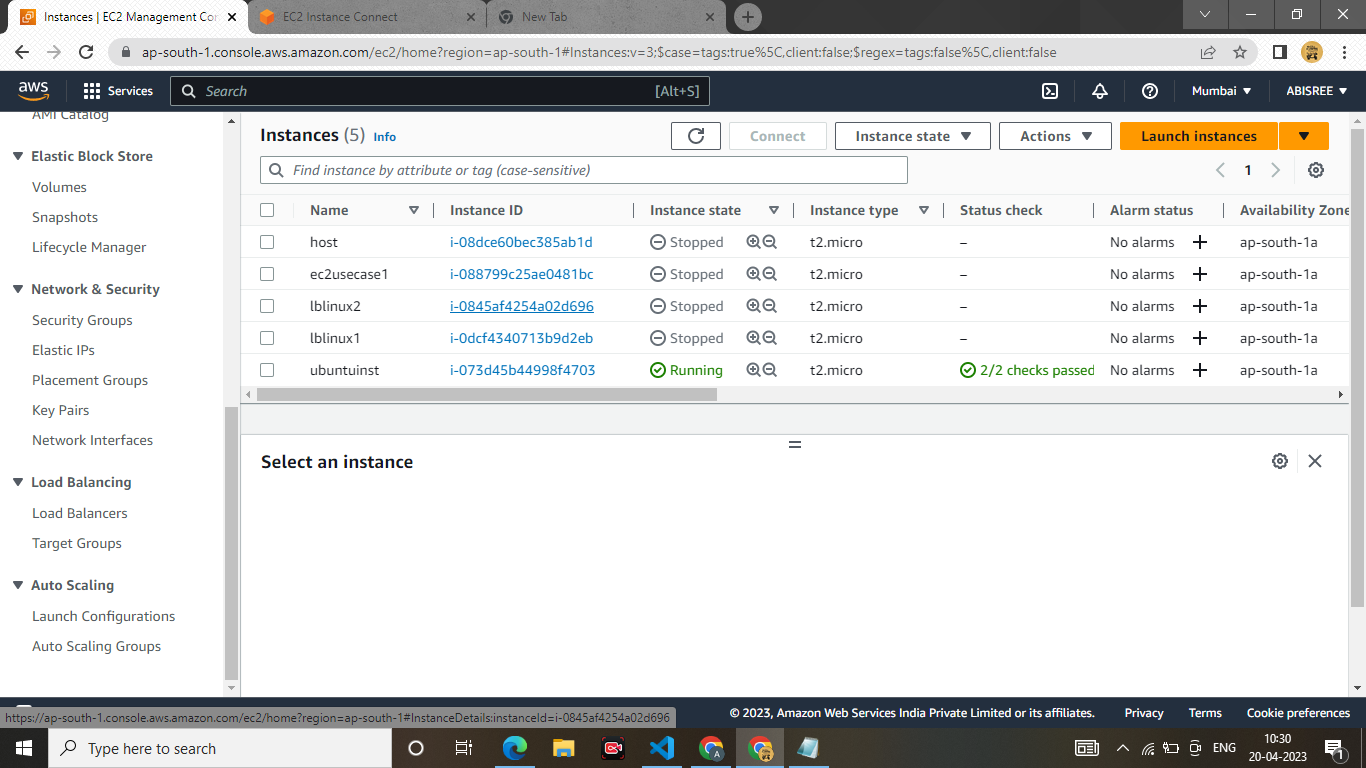 Instances | EC2 Management Con
EC2 Instance Connect
New Tab
ap-south-1.console.aws.amazon.com/ec2/home?region=ap-south-1#Instances:v=3;$case=tags:true%5C,client:false;$regex=tags:false%5C,client:false
aws
Services
Search
[Alt+S]
Mumbai
ABISREE
AMI Catalog
Elastic Block Store
Volumes
Snapshots
Lifecycle Manager
Network & Security
Security Groups
Elastic IPs
Placement Groups
Key Pairs
Network Interfaces
Load Balancing
Load Balancers
Target Groups
Auto Scaling
Launch Configurations
Auto Scaling Groups
Instances (5) Info
Connect
Instance state
Actions
Launch instances
Find instance by attribute or tag (case-sensitive)
1
Name Instance ID Instance state Instance type Status check Alarm status Availability Zone
host i-08dce60bec385ab1d Stopped t2.micro – No alarms + ap-south-1a
ec2usecase1 i-088799c25ae0481bc Stopped t2.micro – No alarms + ap-south-1a
lblinux2 i-0845af4254a02d696 Stopped t2.micro – No alarms + ap-south-1a
lblinux1 i-0dcf4340713b9d2eb Stopped t2.micro – No alarms + ap-south-1a
ubuntuinst i-073d45b44998f4703 Running t2.micro 2/2 checks passed No alarms + ap-south-1a
Select an instance
https://ap-south-1.console.aws.amazon.com/ec2/home?region=ap-south-1#InstanceDetails:instanceId=i-0845af4254a02d696
© 2023, Amazon Web Services India Private Limited or its affiliates.
Privacy
Terms
Cookie preferences
Type here to search
A
ENG
10:30
20-04-2023
1